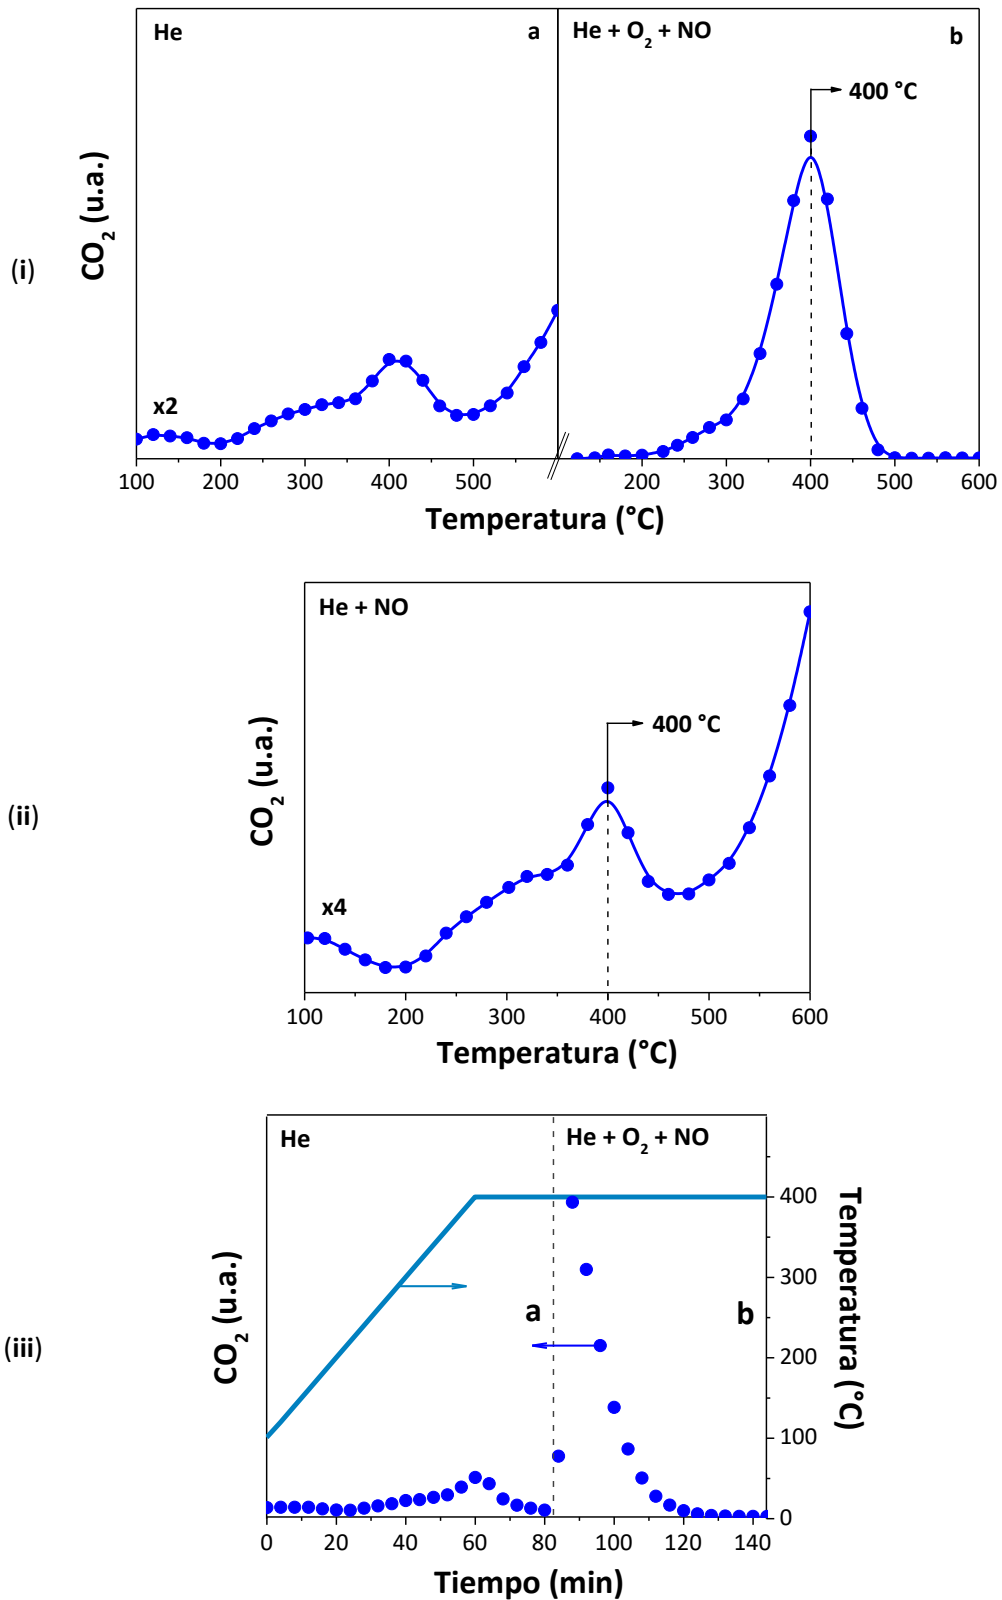 He
a
He + O2 + NO
b
400 °C
CO2 (u.a.)
(i)
x2
100 200 300 400 500 200 300 400 500 600
Temperatura (°C)
He + NO
400 °C
CO2 (u.a.)
(ii)
x4
100 200 300 400 500 600
Temperatura (°C)
He
He + O2 + NO
400
300
200
100
0
Temperatura (°C)
CO2 (u.a.)
a
b
(iii)
0 20 40 60 80 100 120 140
Tiempo (min)